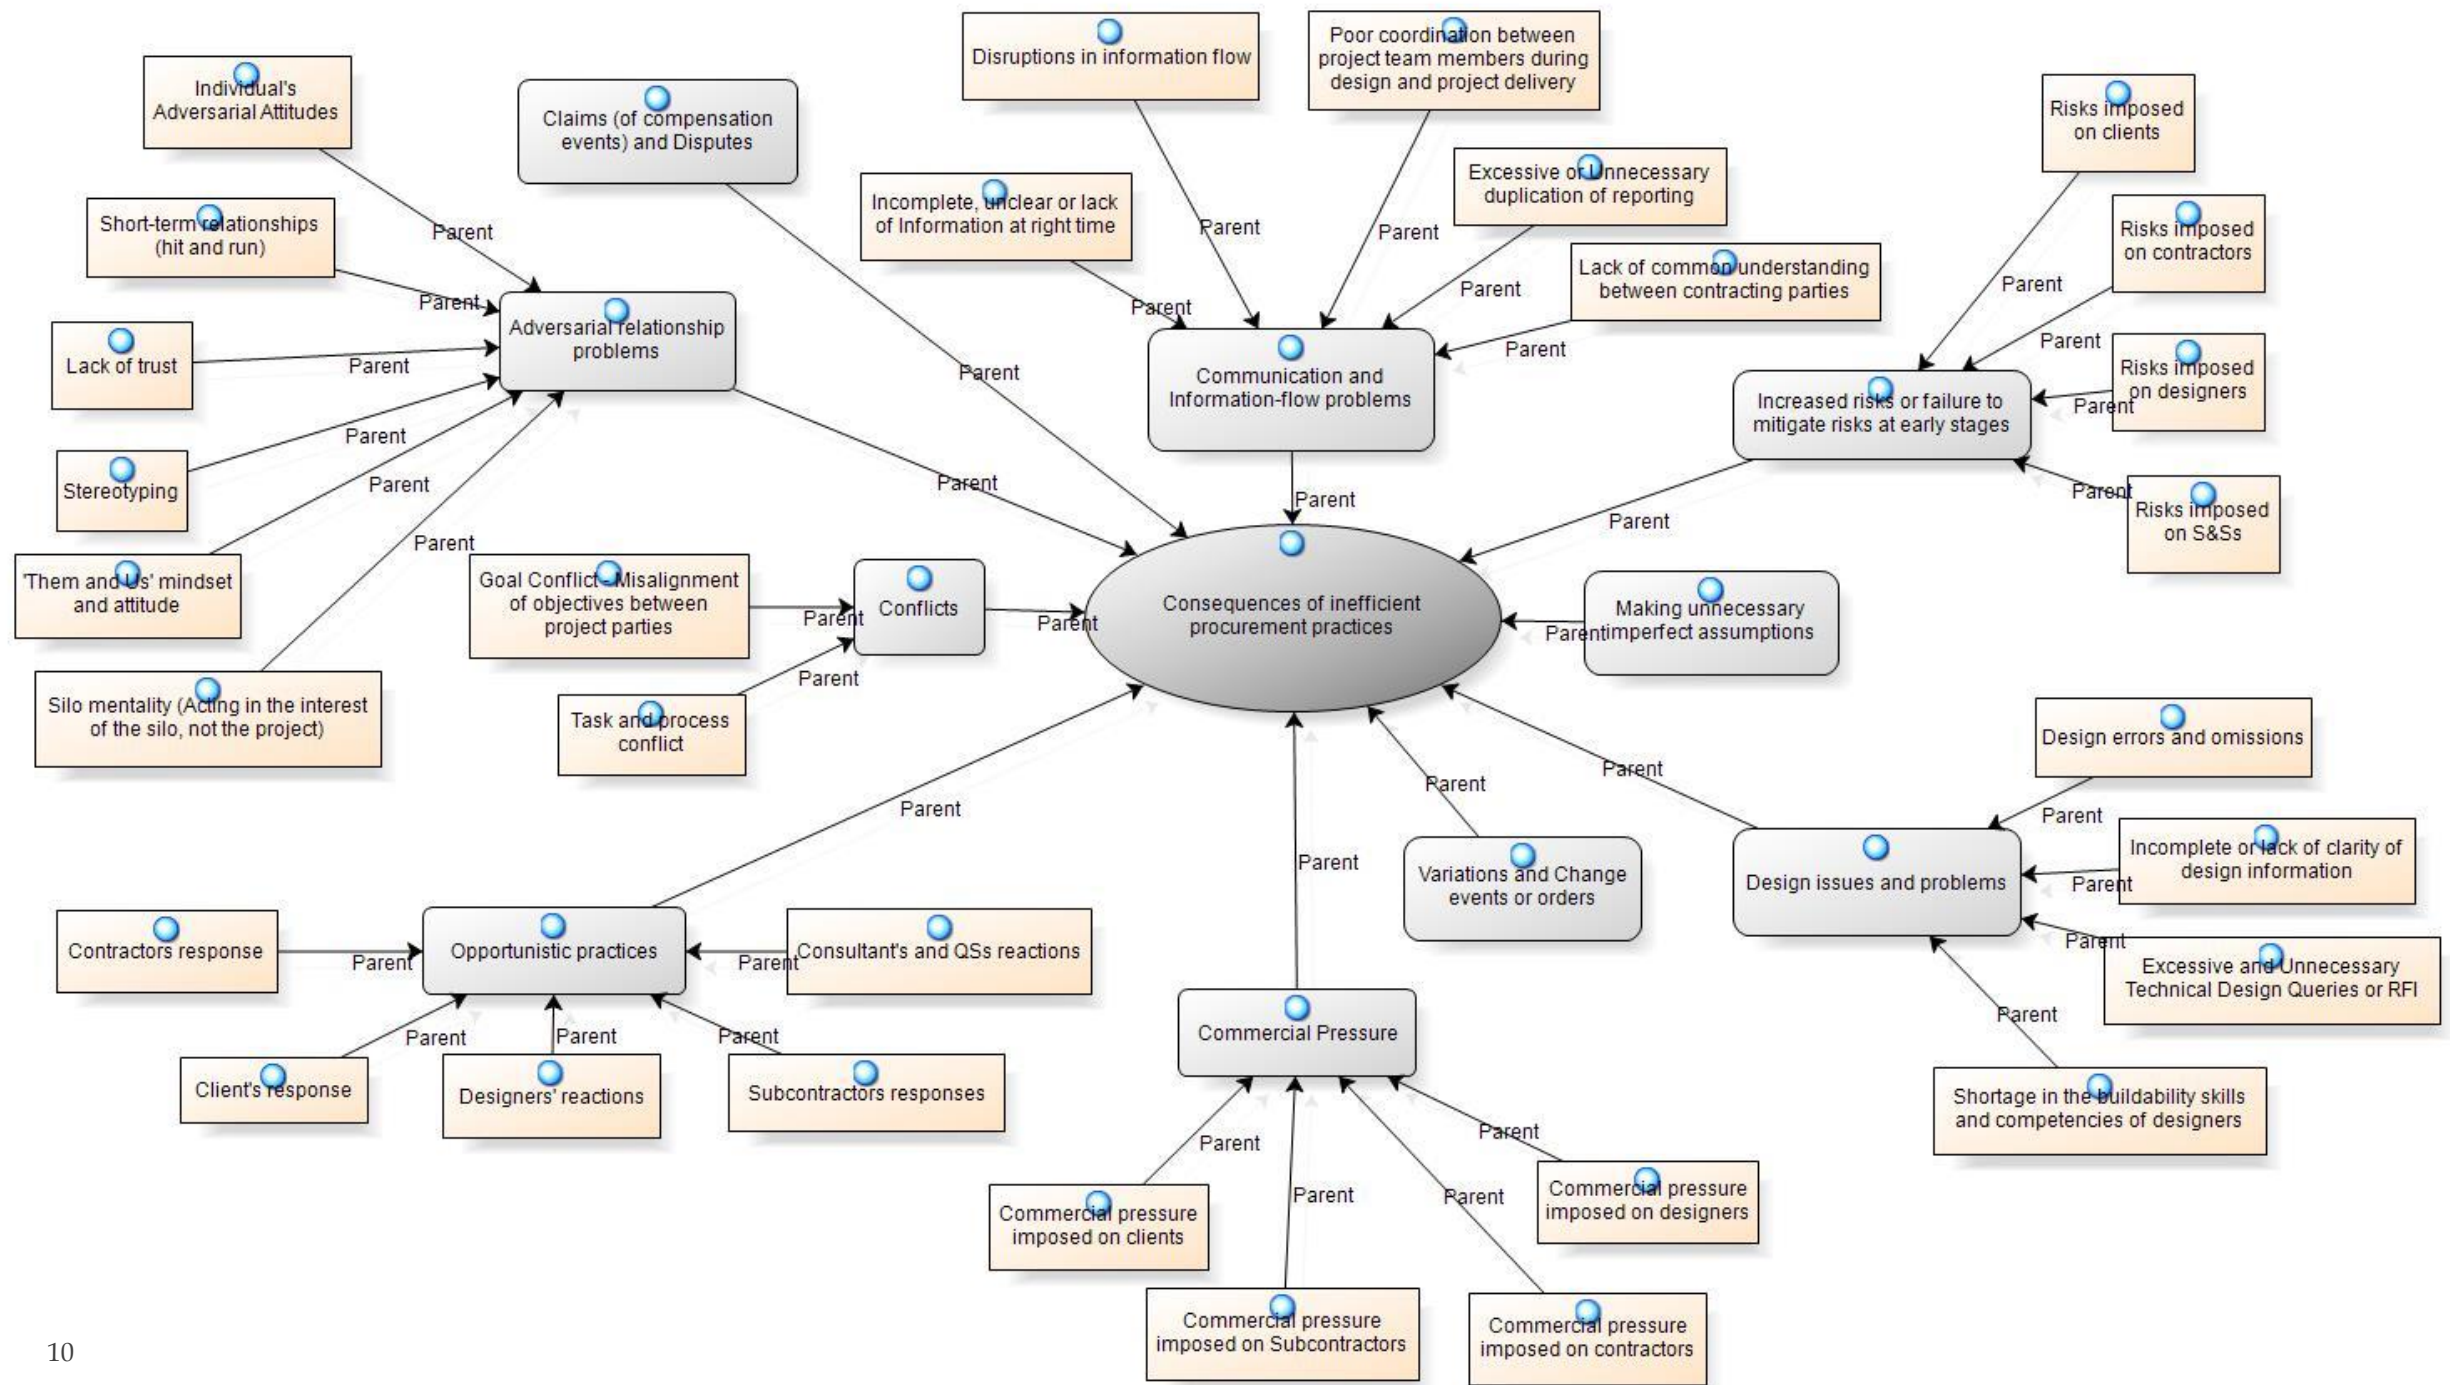 Individual's
Adversarial Attitudes
Short-term relationships
(hit and run)
Lack of trust
Stereotyping
'Them and Us' mindset
and attitude
Silo mentality (Acting in the interest
of the silo, not the project)
Parent
Parent
Parent
Parent
Parent
Parent
Adversarial relationship
problems
Parent
Claims (of compensation
events) and Disputes
Parent
Disruptions in information flow
Poor coordination between
project team members during
design and project delivery
Incomplete, unclear or lack
of Information at right time
Excessive or Unnecessary
duplication of reporting
Lack of common understanding
between contracting parties
Parent
Parent
Parent
Parent
Parent
Communication and
Information-flow problems
Parent
Risks imposed
on clients
Risks imposed
on contractors
Risks imposed
on designers
Risks imposed
on S&Ss
Parent
Parent
Parent
Parent
Increased risks or failure to
mitigate risks at early stages
Parent
Goal Conflict - Misalignment
of objectives between
project parties
Task and process
conflict
Parent
Parent
Conflicts
Parent
Consequences of inefficient
procurement practices
Parent
Making unnecessary
imperfect assumptions
Design errors and omissions
Incomplete or lack of clarity of
design information
Excessive and Unnecessary
Technical Design Queries or RFI
Shortage in the buildability skills
and competencies of designers
Parent
Parent
Parent
Parent
Design issues and problems
Parent
Variations and Change
events or orders
Parent
Parent
Contractors response
Parent
Opportunistic practices
Parent
Consultant's and QSs reactions
Parent
Parent
Parent
Client's response
Designers' reactions
Subcontractors responses
Parent
Commercial Pressure
Parent
Parent
Parent
Parent
Commercial pressure
imposed on clients
Commercial pressure
imposed on Subcontractors
Commercial pressure
imposed on contractors
Commercial pressure
imposed on designers
10